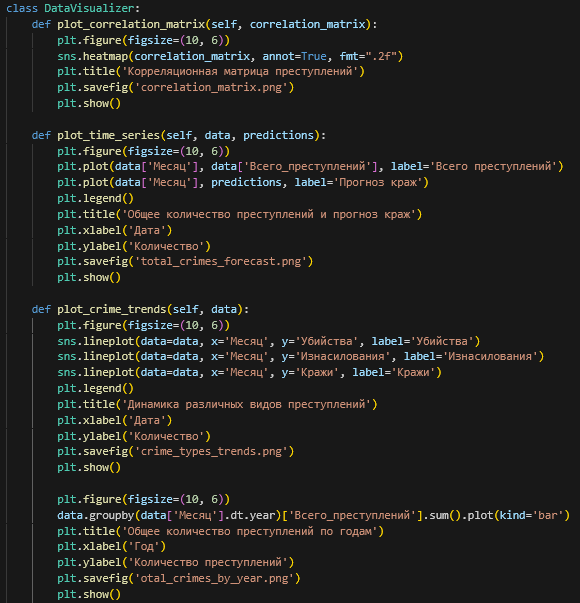 class DataVisualizer:
    def plot_correlation_matrix(self, correlation_matrix):
        plt.figure(figsize=(10, 6))
        sns.heatmap(correlation_matrix, annot=True, fmt=".2f")
        plt.title('Корреляционная матрица преступлений')
        plt.savefig('correlation_matrix.png')
        plt.show()

    def plot_time_series(self, data, predictions):
        plt.figure(figsize=(10, 6))
        plt.plot(data['Месяц'], data['Всего_преступлений'], label='Всего преступлений')
        plt.plot(data['Месяц'], predictions, label='Прогноз краж')
        plt.legend()
        plt.title('Общее количество преступлений и прогноз краж')
        plt.xlabel('Дата')
        plt.ylabel('Количество')
        plt.savefig('total_crimes_forecast.png')
        plt.show()

    def plot_crime_trends(self, data):
        plt.figure(figsize=(10, 6))
        sns.lineplot(data=data, x='Месяц', y='Убийства', label='Убийства')
        sns.lineplot(data=data, x='Месяц', y='Изнасилования', label='Изнасилования')
        sns.lineplot(data=data, x='Месяц', y='Кражи', label='Кражи')
        plt.legend()
        plt.title('Динамика различных видов преступлений')
        plt.xlabel('Дата')
        plt.ylabel('Количество')
        plt.savefig('crime_types_trends.png')
        plt.show()

        plt.figure(figsize=(10, 6))
        data.groupby(data['Месяц'].dt.year)['Всего_преступлений'].sum().plot(kind='bar')
        plt.title('Общее количество преступлений по годам')
        plt.xlabel('Год')
        plt.ylabel('Количество преступлений')
        plt.savefig('otal_crimes_by_year.png')
        plt.show()